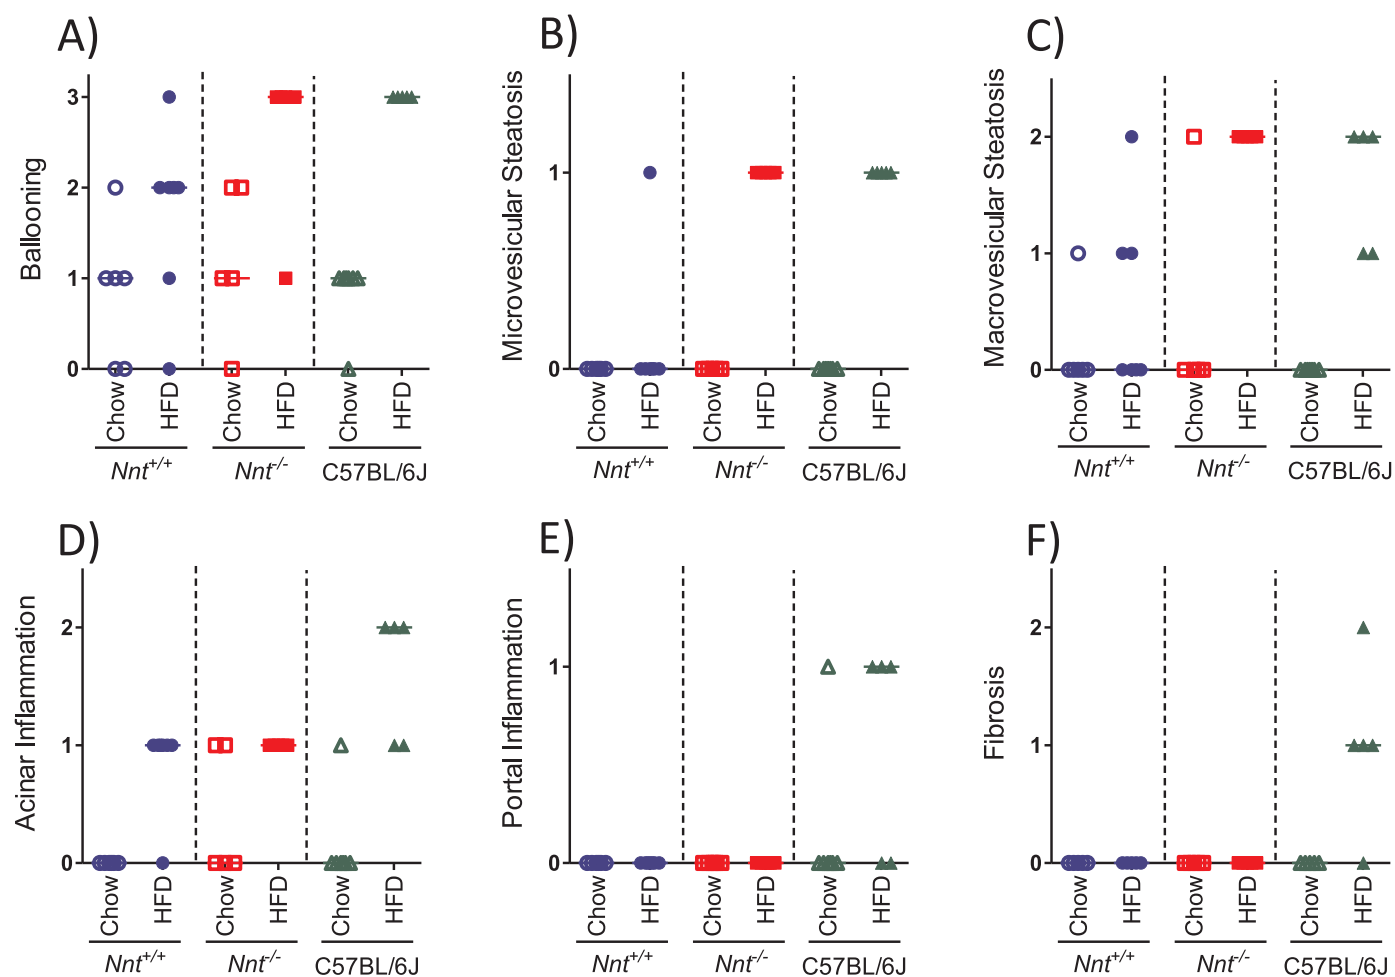 A)
Ballooning
3
2
1
0
Chow
HFD
Chow
HFD
Chow
HFD
Nnt+/+
Nnt-/-
C57BL/6J
B)
Microvesicular Steatosis
1
0
Chow
HFD
Chow
HFD
Chow
HFD
Nnt+/+
Nnt-/-
C57BL/6J
C)
Macrovesicular Steatosis
2
1
0
Chow
HFD
Chow
HFD
Chow
HFD
Nnt+/+
Nnt-/-
C57BL/6J
D)
Acinar Inflammation
2
1
0
Chow
HFD
Chow
HFD
Chow
HFD
Nnt+/+
Nnt-/-
C57BL/6J
E)
Portal Inflammation
1
0
Chow
HFD
Chow
HFD
Chow
HFD
Nnt+/+
Nnt-/-
C57BL/6J
F)
Fibrosis
2
1
0
Chow
HFD
Chow
HFD
Chow
HFD
Nnt+/+
Nnt-/-
C57BL/6J